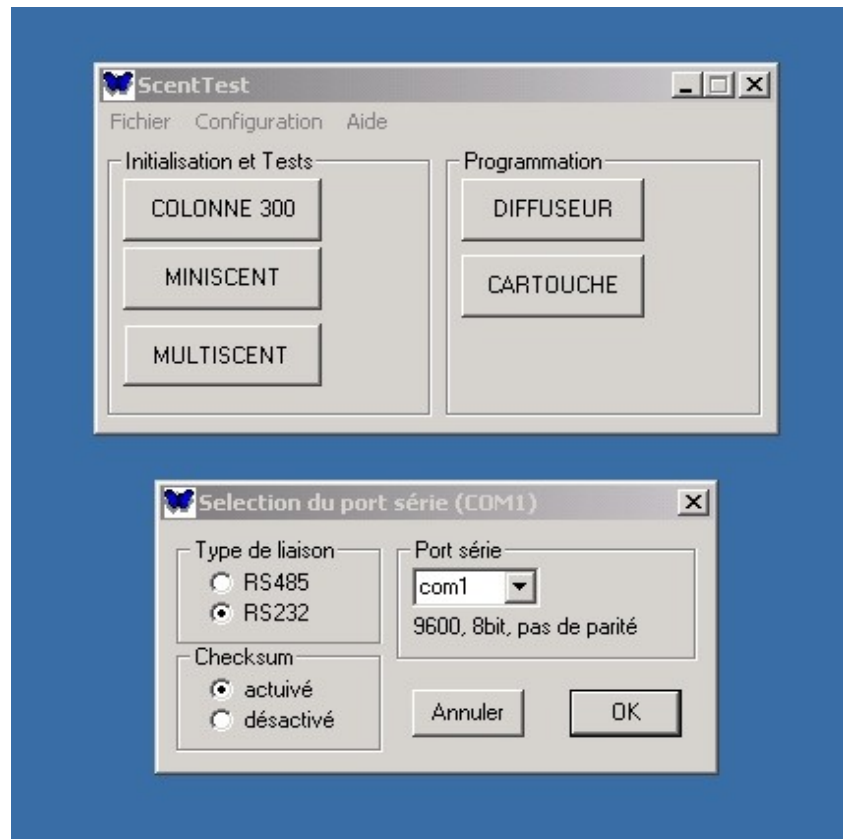 ScentTest
Fichier Configuration Aide
Initialisation et Tests
COLONNE 300
MINISCENT
MULTISCENT
Programmation
DIFFUSEUR
CARTOUCHE
Selection du port série (COM1)
Type de liaison
RS485
RS232
Port série
com1
9600, 8bit, pas de parité
Checksum
actuivé
désactivé
Annuler
OK